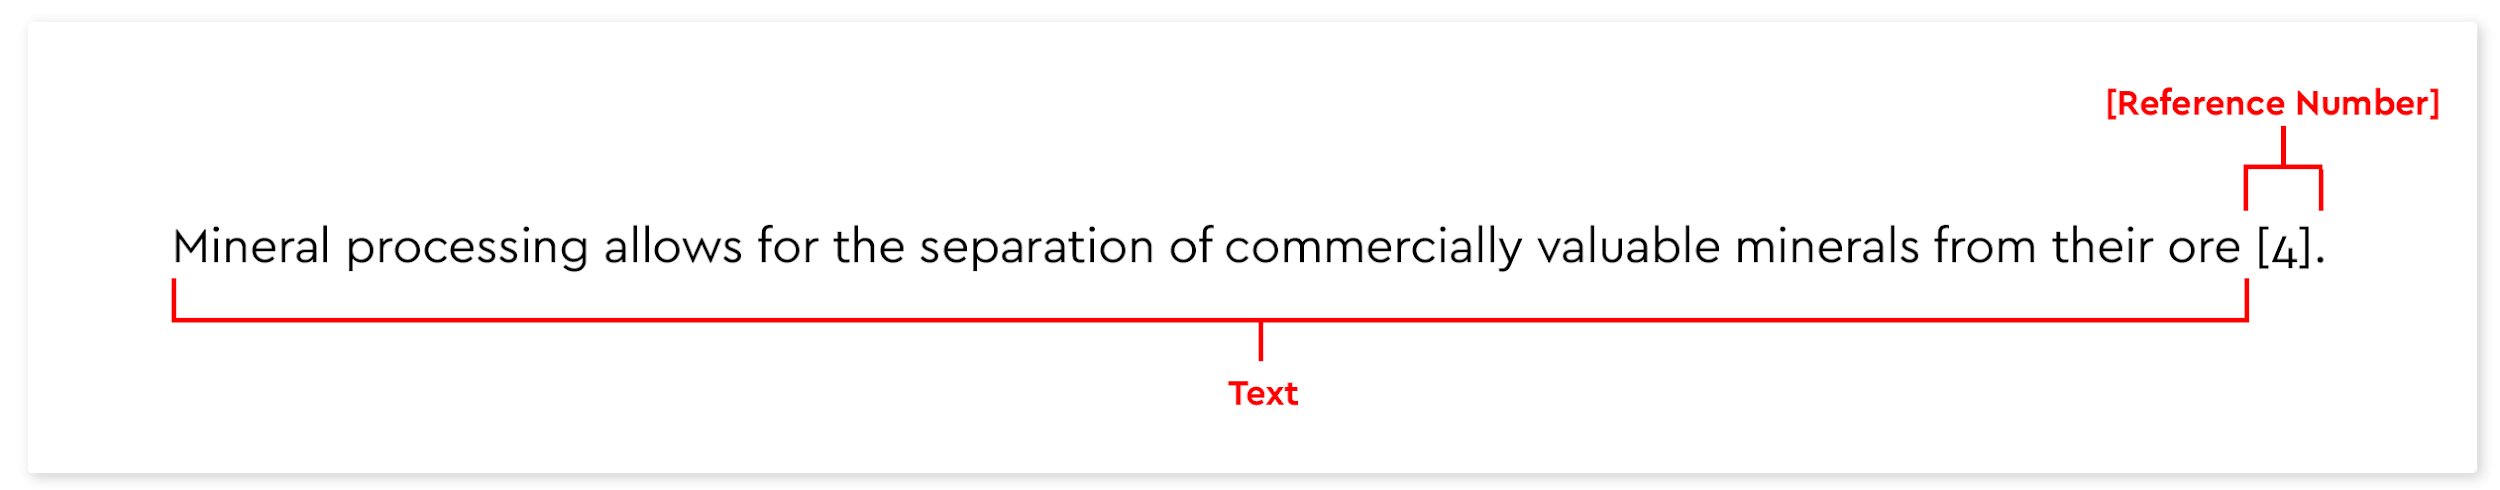 [Reference Number]
Mineral processing allows for the separation of commercially valuable minerals from their ore [4].
Text